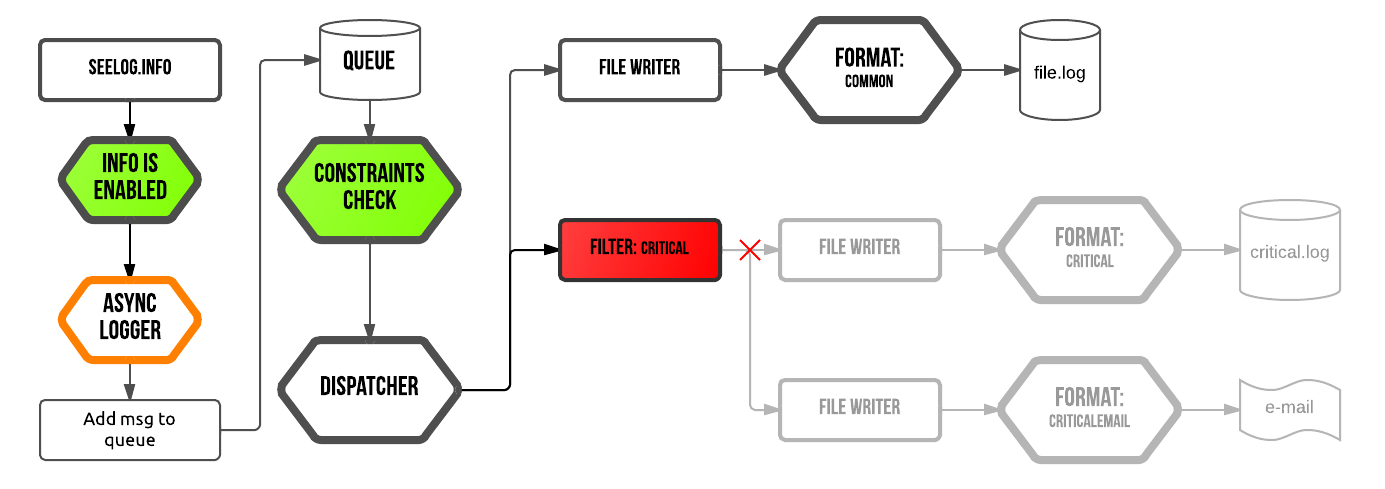 SEELOG.INFO
INFO IS
ENABLED
ASYNC
LOGGER
Add msg to
queue
QUEUE
CONSTRAINTS
CHECK
DISPATCHER
FILE WRITER
FORMAT:
COMMON
file.log
FILTER: CRITICAL
FILE WRITER
FORMAT:
CRITICAL
critical.log
FILE WRITER
FORMAT:
CRITICALEMAIL
e-mail